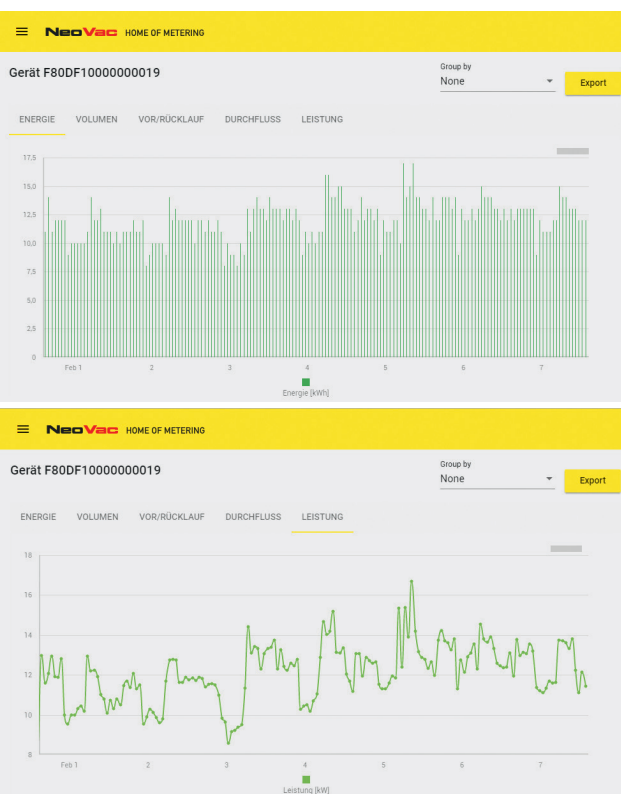 NeoVac HOME OF METERING
Gerät F80DF10000000019
Group by
None
Export
ENERGIE VOLUMEN VOR/RÜCKLAUF DURCHFLUSS LEISTUNG
17,5
15,0
12,5
10,0
7,5
5,0
2,5
0
Feb 1 2 3 4 5 6 7
Energie [kWh]
NeoVac HOME OF METERING
Gerät F80DF10000000019
Group by
None
Export
ENERGIE VOLUMEN VOR/RÜCKLAUF DURCHFLUSS LEISTUNG
18
16
14
12
10
8
Feb 1 2 3 4 5 6 7
Leistung [kW]